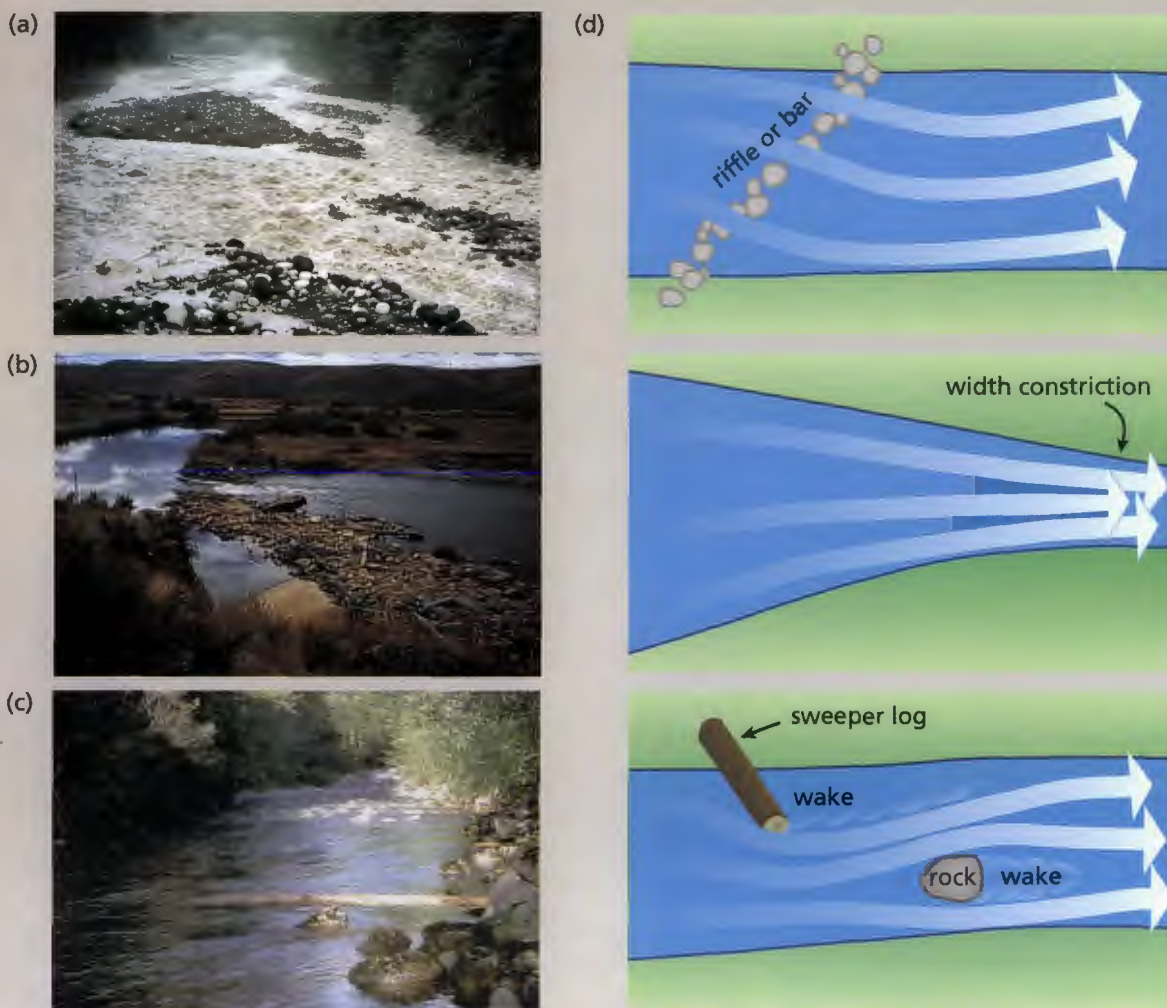 (a)
(d)
riffle or bar
(b)
width constriction
(c)
sweeper log
wake
rock
wake